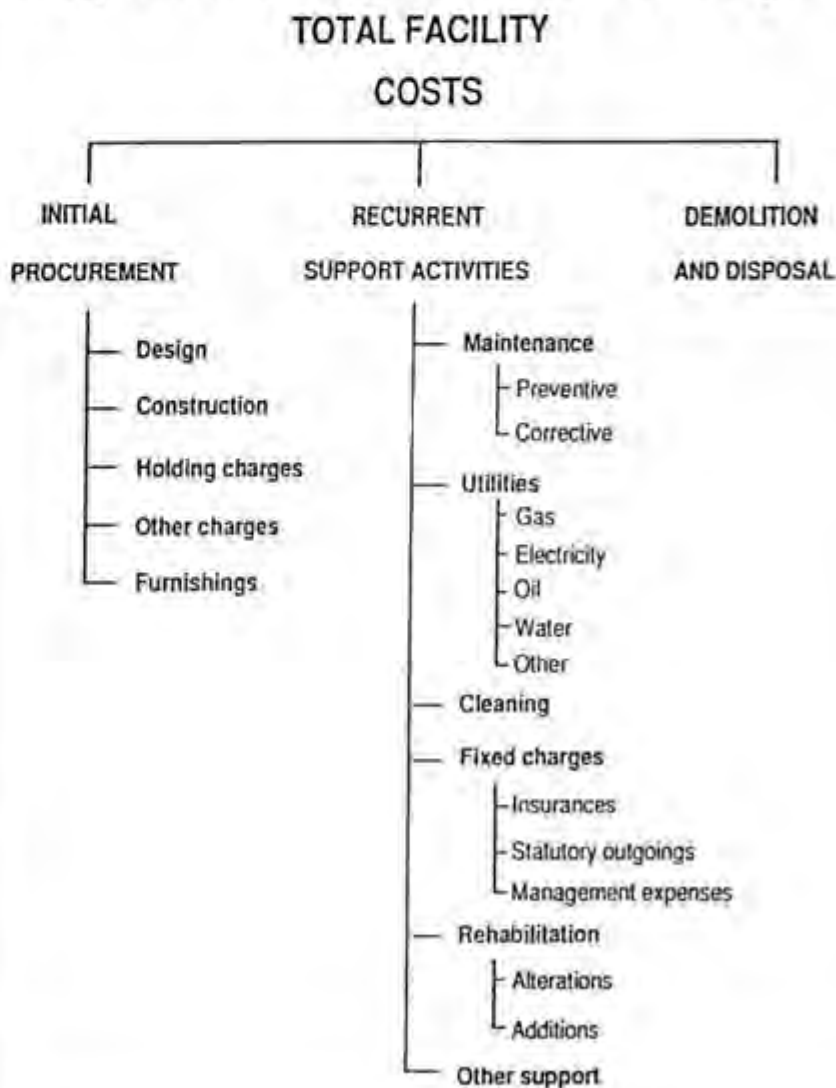 TOTAL FACILITY
COSTS
INITIAL
PROCUREMENT
Design
Construction
Holding charges
Other charges
Furnishings
RECURRENT
SUPPORT ACTIVITIES
Maintenance
Preventive
Corrective
Utilities
Gas
Electricity
Oil
Water
Other
Cleaning
Fixed charges
Insurances
Statutory outgoings
Management expenses
Rehabilitation
Alterations
Additions
Other support
DEMOLITION
AND DISPOSAL